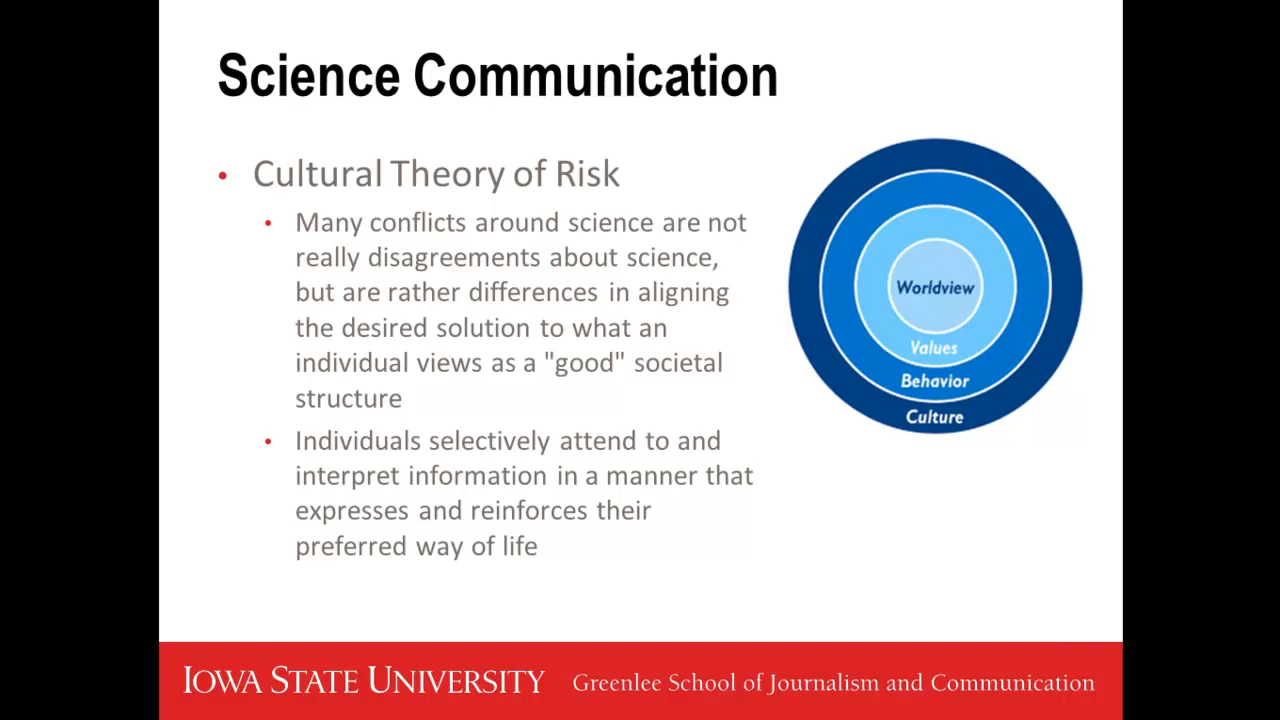 Science Communication
• Cultural Theory of Risk
• Many conflicts around science are not
really disagreements about science,
but are rather differences in aligning
the desired solution to what an
individual views as a "good" societal
structure
• Individuals selectively attend to and
interpret information in a manner that
expresses and reinforces their
preferred way of life
Worldview
Values
Behavior
Culture
IOWA STATE UNIVERSITY Greenlee School of Journalism and Communication